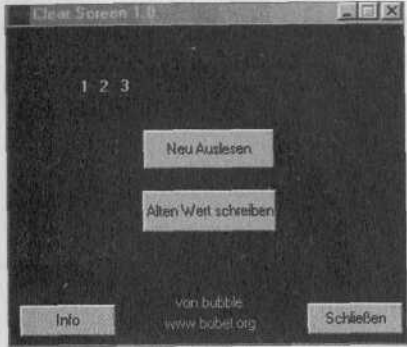 Clear Screen 1.0
1 2 3
Neu Auslesen
Alten Wert schreiben
von bubble
www.bobel.org
Info
Schließen